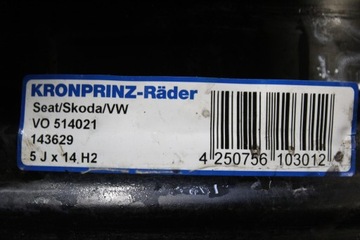 KRONPRINZ-Räder
Seat/Skoda/VW
VO 514021
143629
5 J x 14 H2
4 250756 103012